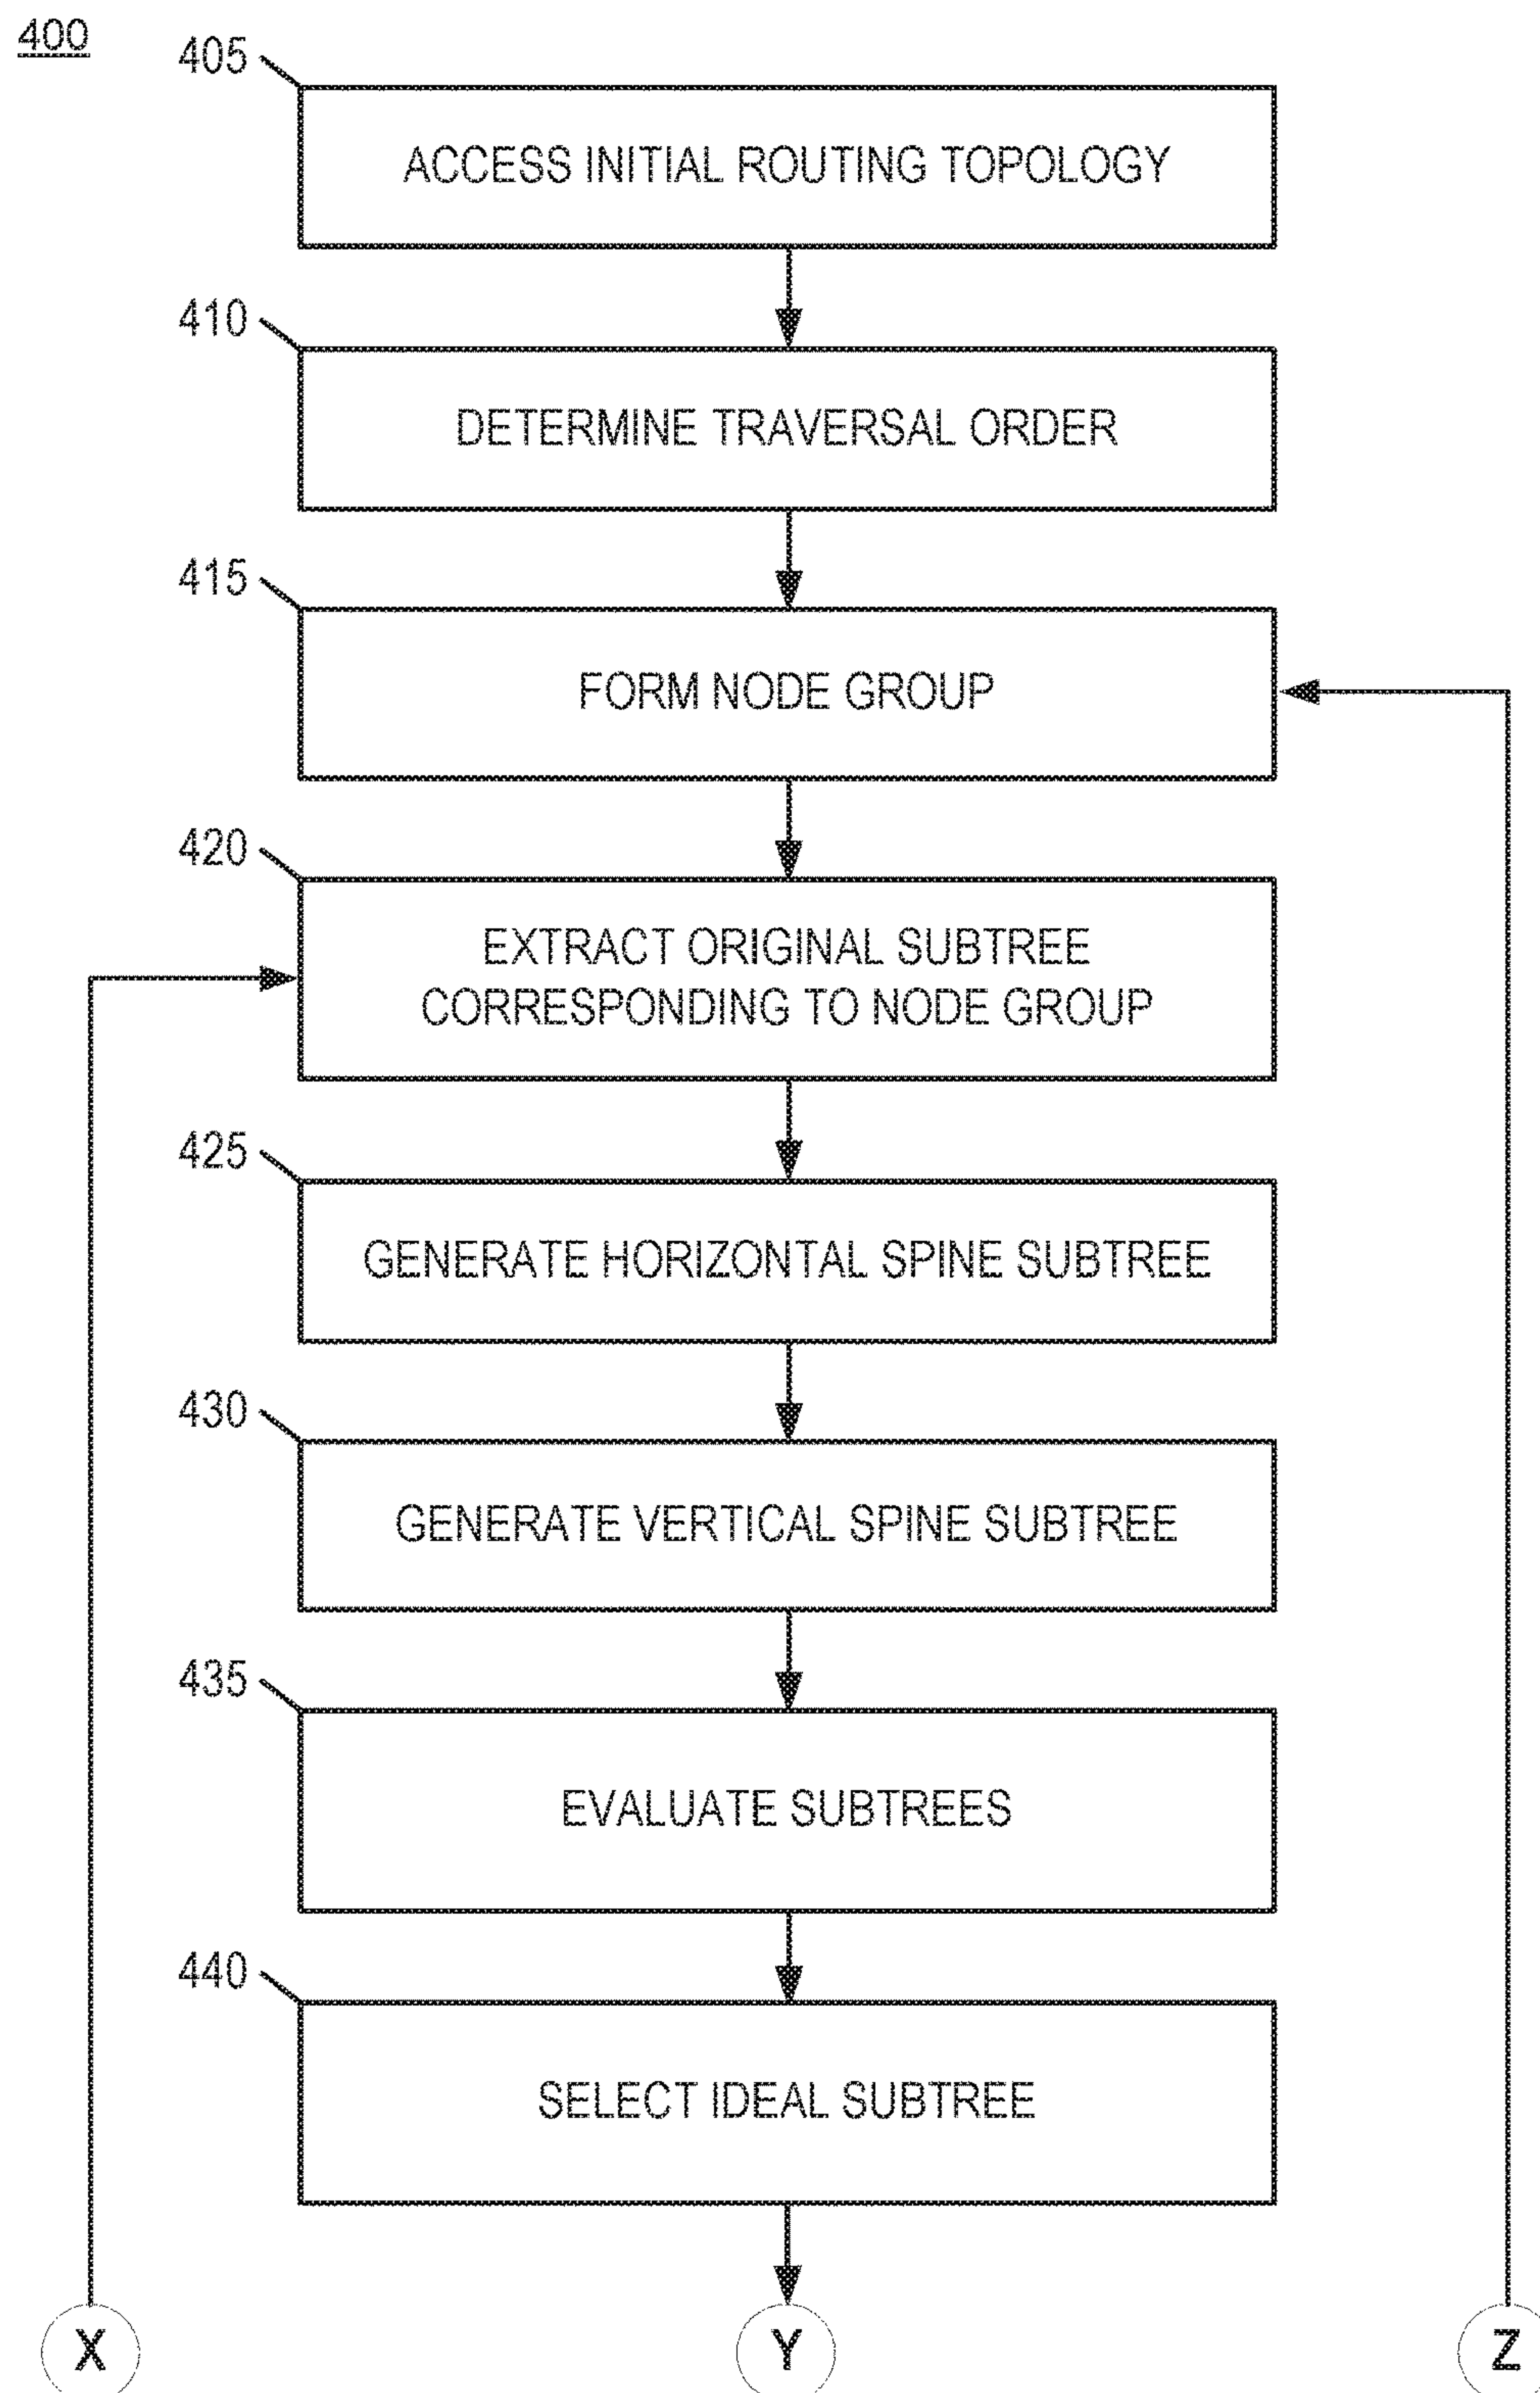 400
405
ACCESS INITIAL ROUTING TOPOLOGY
410
DETERMINE TRAVERSAL ORDER
415
FORM NODE GROUP
420
EXTRACT ORIGINAL SUBTREE
CORRESPONDING TO NODE GROUP
425
GENERATE HORIZONTAL SPINE SUBTREE
430
GENERATE VERTICAL SPINE SUBTREE
435
EVALUATE SUBTREES
440
SELECT IDEAL SUBTREE
X
Y
Z